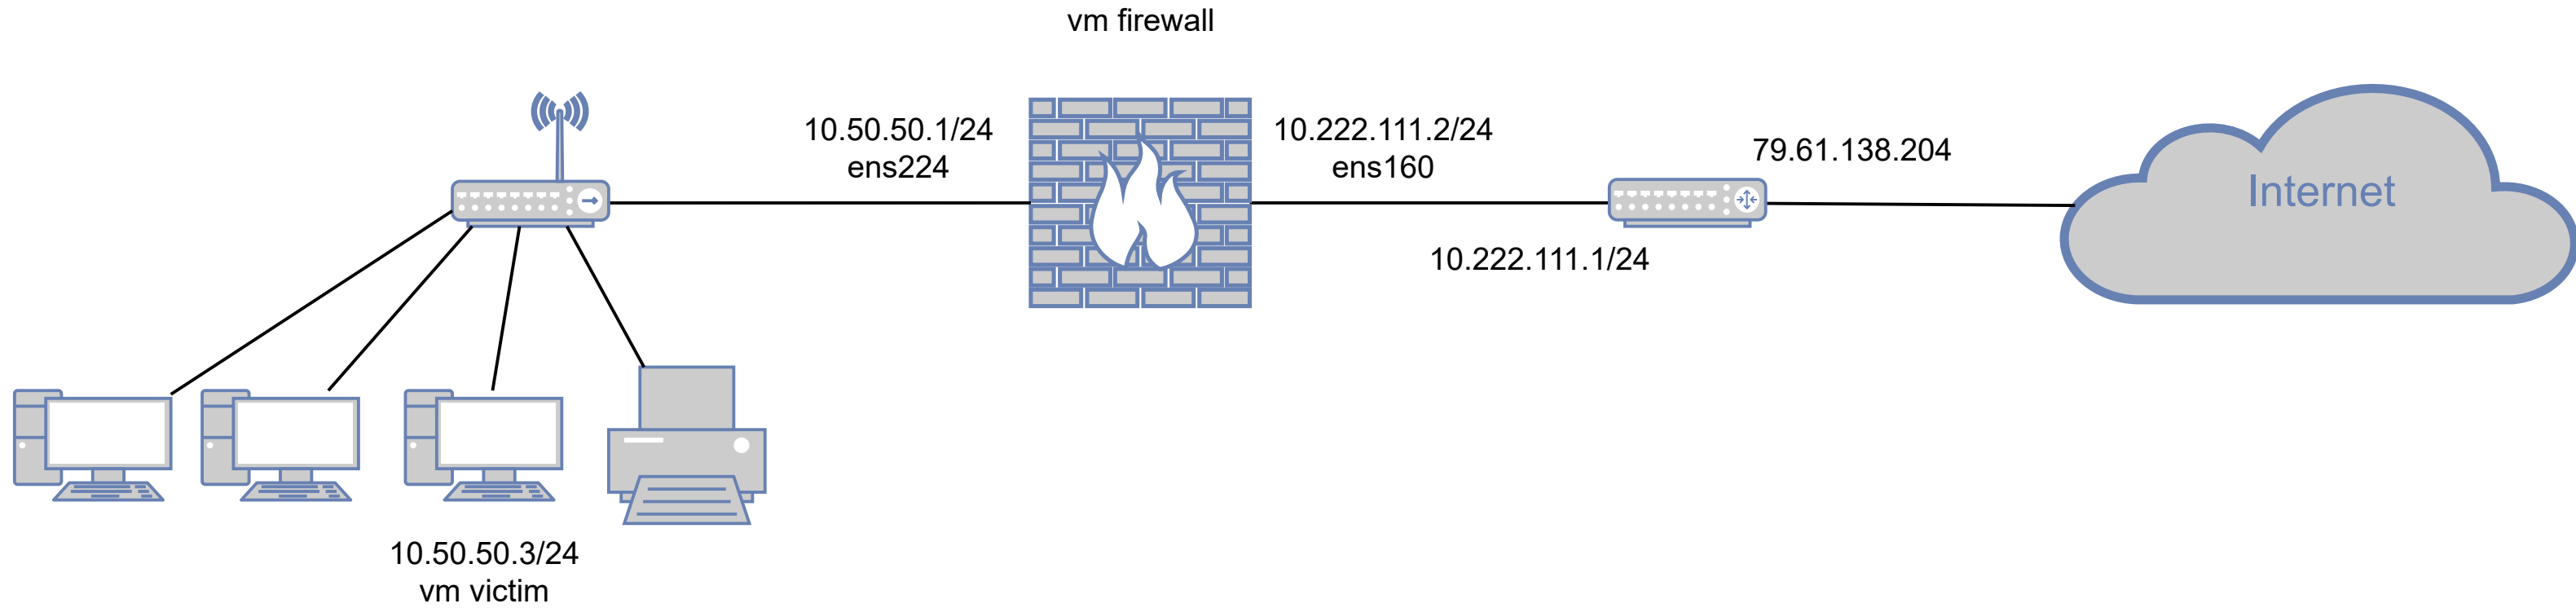 vm firewall
10.50.50.1/24
ens224
10.222.111.2/24
ens160
79.61.138.204
Internet
10.222.111.1/24
10.50.50.3/24
vm victim